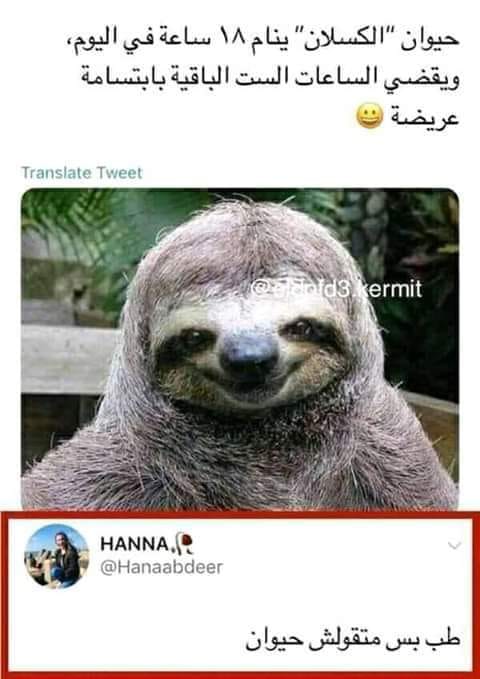 حيوان "الكسلان" ينام ١٨ ساعة في اليوم،
ويقضي الساعات الست الباقية بابتسامة
عريضة 😀
Translate Tweet
kermit
HANNA🥀
@Hanaabdeer
طب بس متقولش حيوان